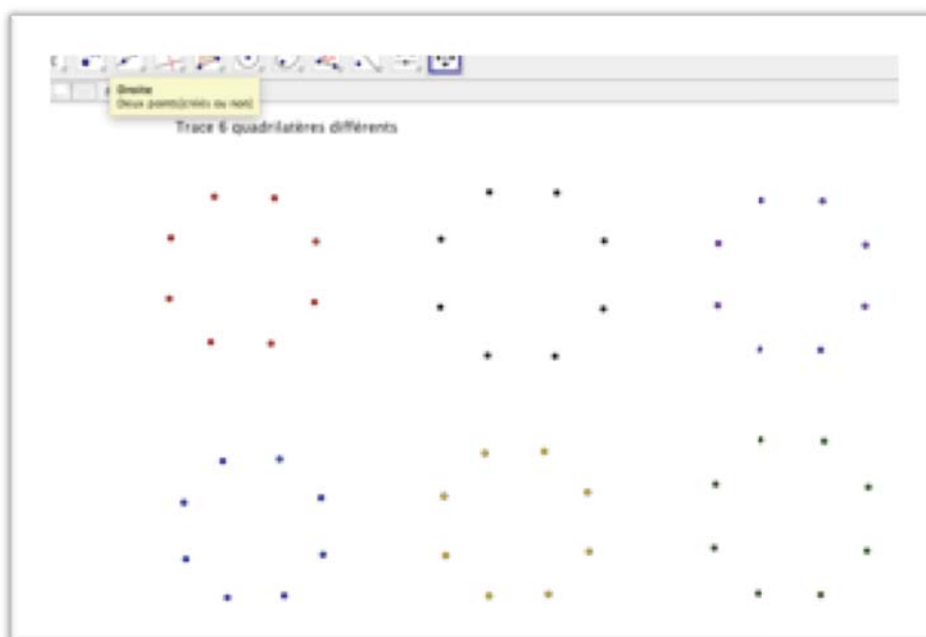 Droite
Deux points(créés ou non)
Trace 6 quadrilatères différents